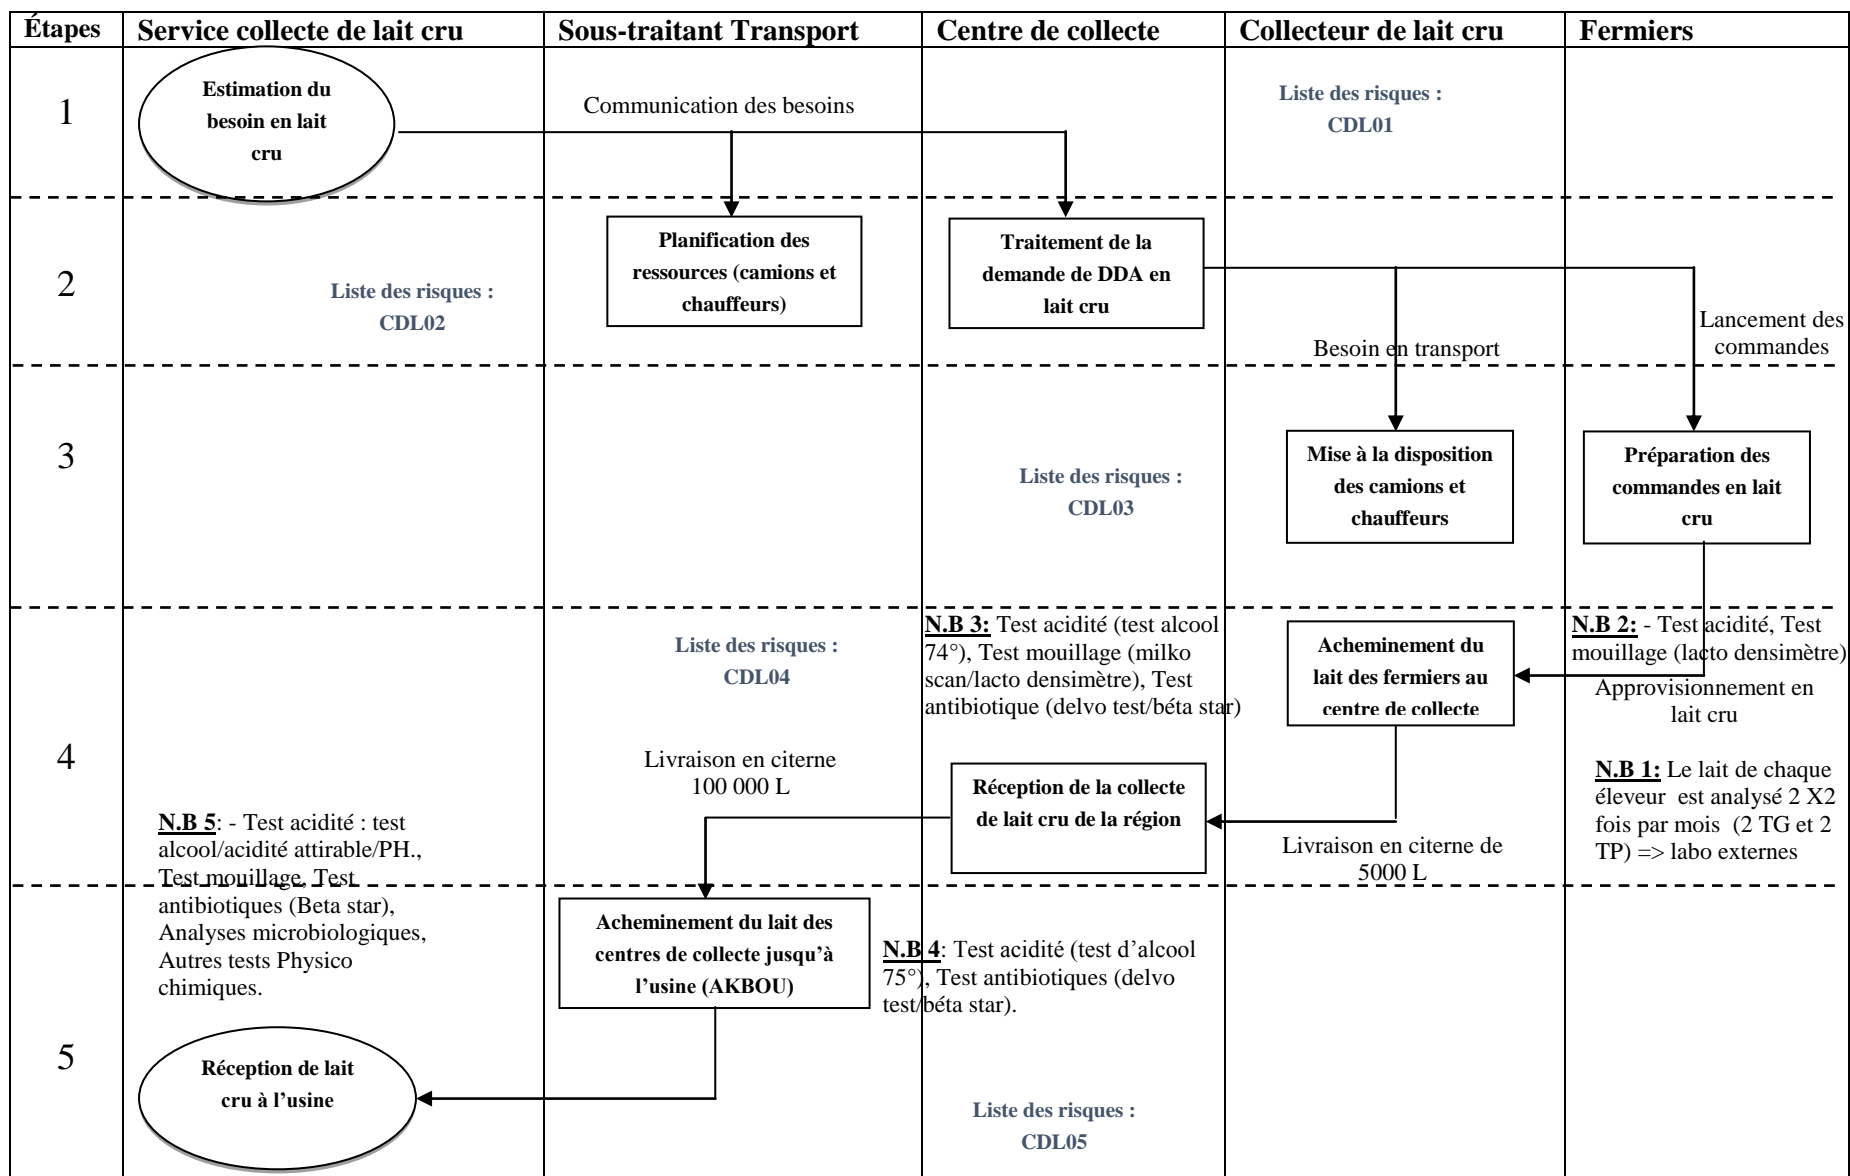 Étapes
Service collecte de lait cru
Sous-traitant Transport
Centre de collecte
Collecteur de lait cru
Fermiers
1
Estimation du
besoin en lait
cru
Communication des besoins
Liste des risques :
CDL01
2
Liste des risques :
CDL02
Planification des
ressources (camions et
chauffeurs)
Traitement de la
demande de DDA en
lait cru
Besoin en transport
Lancement des
commandes
3
Liste des risques :
CDL03
Mise à la disposition
des camions et
chauffeurs
Préparation des
commandes en lait
cru
4
Liste des risques :
CDL04
N.B 3: Test acidité (test alcool
74°), Test mouillage (milko
scan/lacto densimètre), Test
antibiotique (delvo test/béta star)
Acheminement du
lait des fermiers au
centre de collecte
N.B 2: - Test acidité, Test
mouillage (lacto densimètre)
Approvisionnement en
lait cru
Livraison en citerne
100 000 L
Réception de la collecte
de lait cru de la région
Livraison en citerne de
5000 L
N.B 1: Le lait de chaque
éleveur est analysé 2 X2
fois par mois (2 TG et 2
TP) => labo externes
N.B 5: - Test acidité : test
alcool/acidité attirable/PH.,
Test mouillage, Test
antibiotiques (Beta star),
Analyses microbiologiques,
Autres tests Physico
chimiques.
5
Acheminement du lait des
centres de collecte jusqu'à
l'usine (AKBOU)
N.B 4: Test acidité (test d'alcool
75°), Test antibiotiques (delvo
test/béta star).
Réception de lait
cru à l'usine
Liste des risques :
CDL05